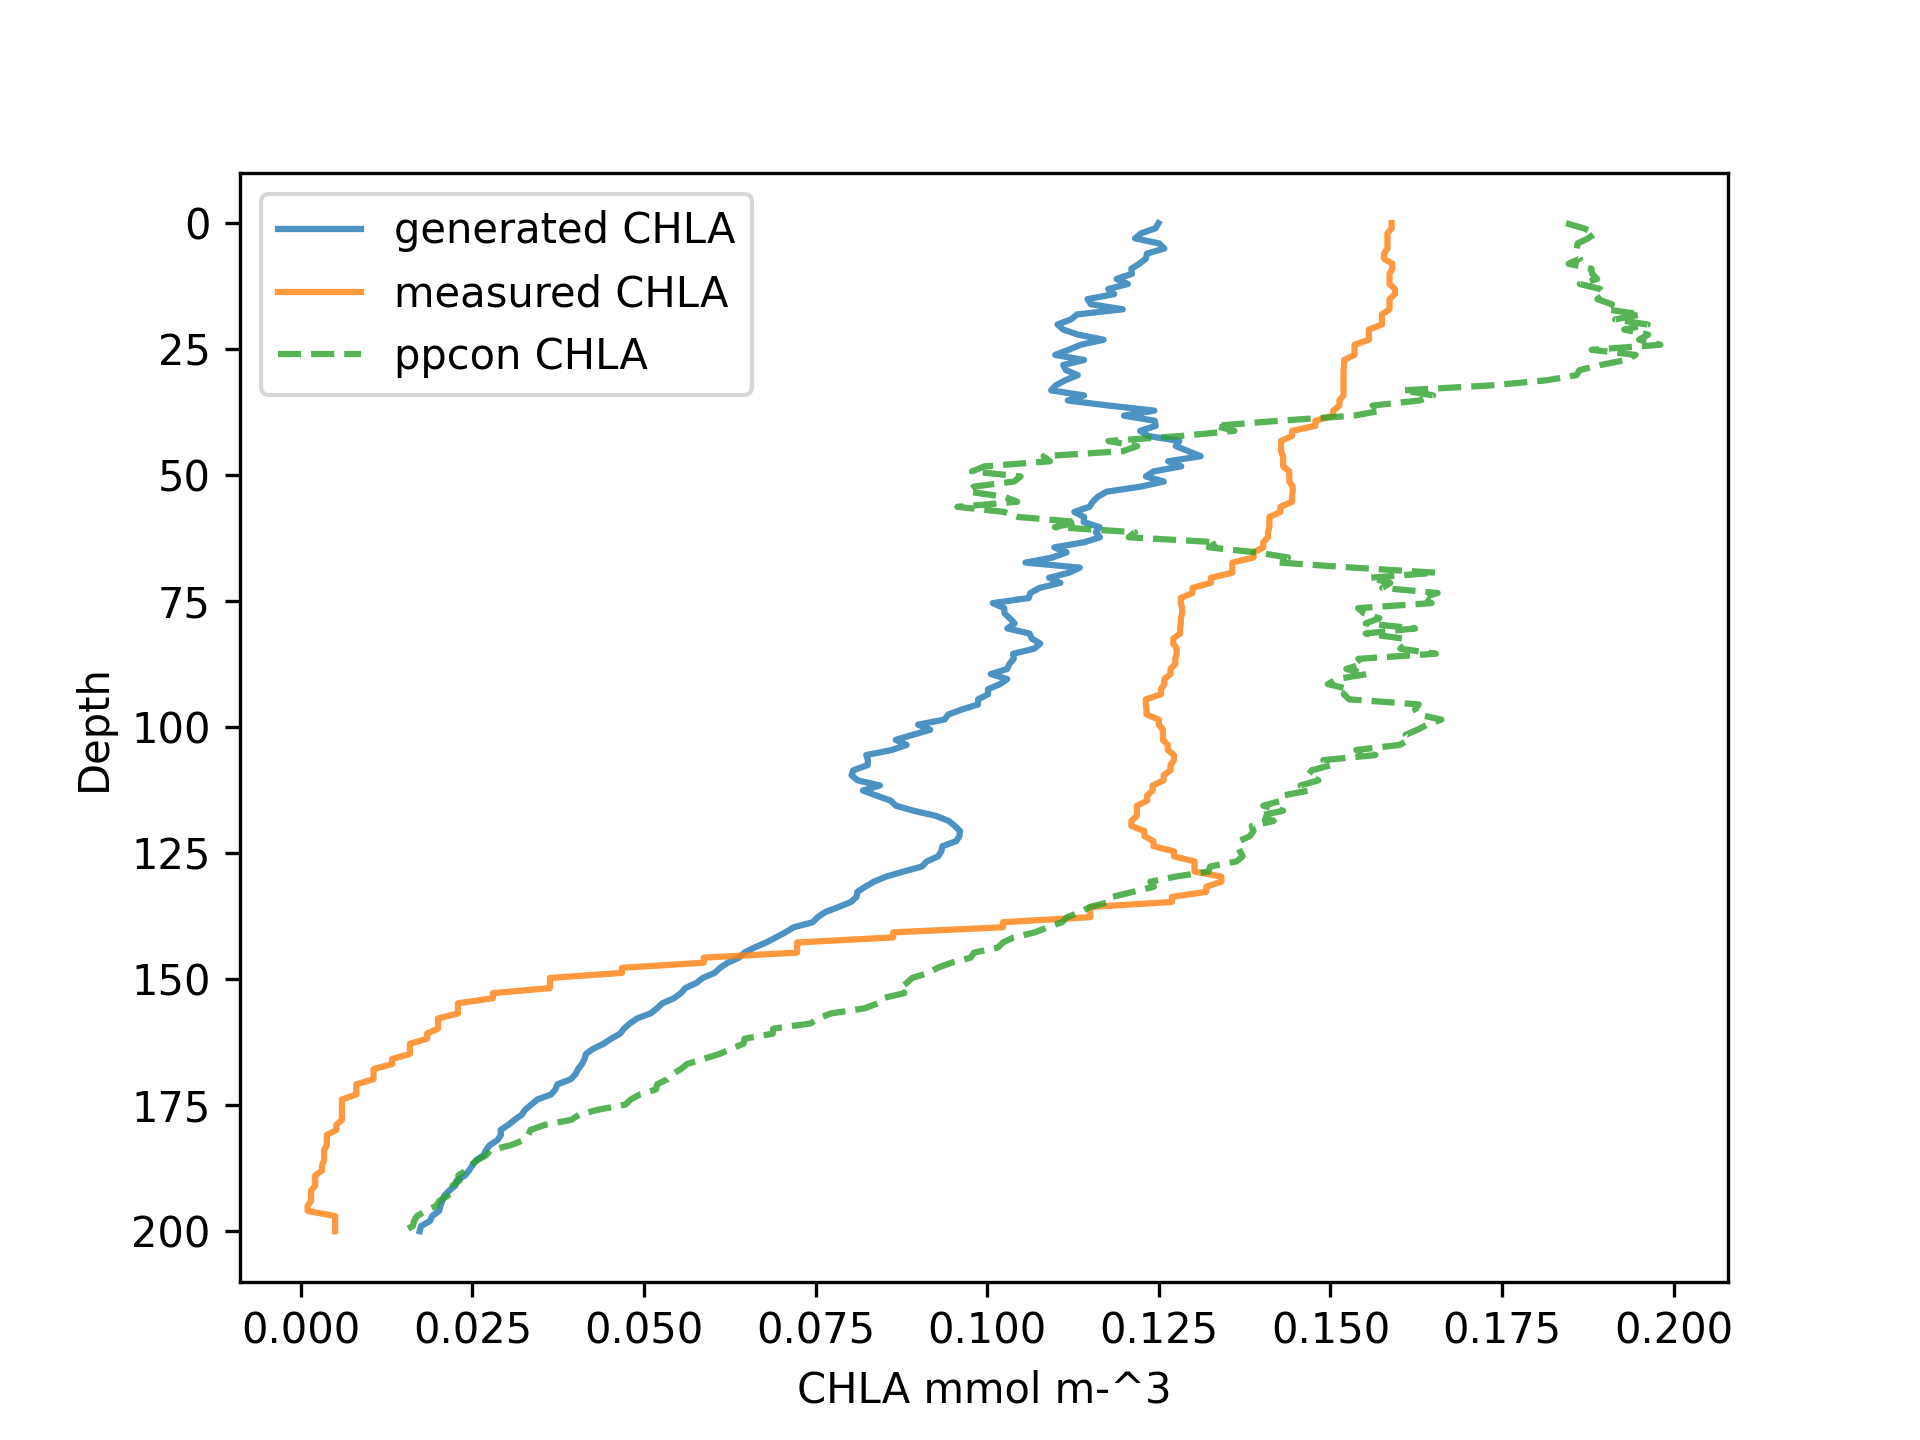 generated CHLA
measured CHLA
ppcon CHLA
0
25
50
75
100
125
150
175
200
Depth
0.000 0.025 0.050 0.075 0.100 0.125 0.150 0.175 0.200
CHLA mmol m-^3